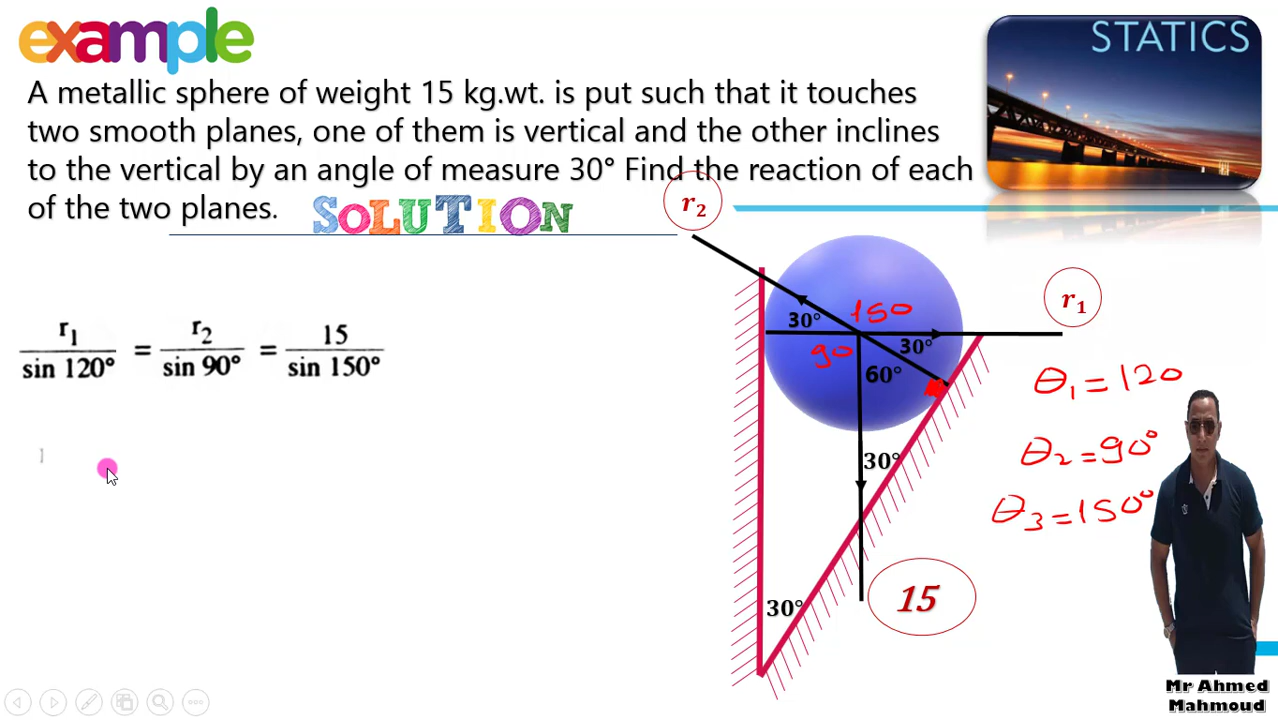 example
STATICS
A metallic sphere of weight 15 kg.wt. is put such that it touches
two smooth planes, one of them is vertical and the other inclines
to the vertical by an angle of measure 30° Find the reaction of each
of the two planes.
SOLUTION
r₂
r₁
r₁ / sin 120° = r₂ / sin 90° = 15 / sin 150°
150
30°
30°
90
60°
30°
15
30°
θ₁ = 120
θ₂ = 90°
θ₃ = 150°
Mr Ahmed
Mahmoud